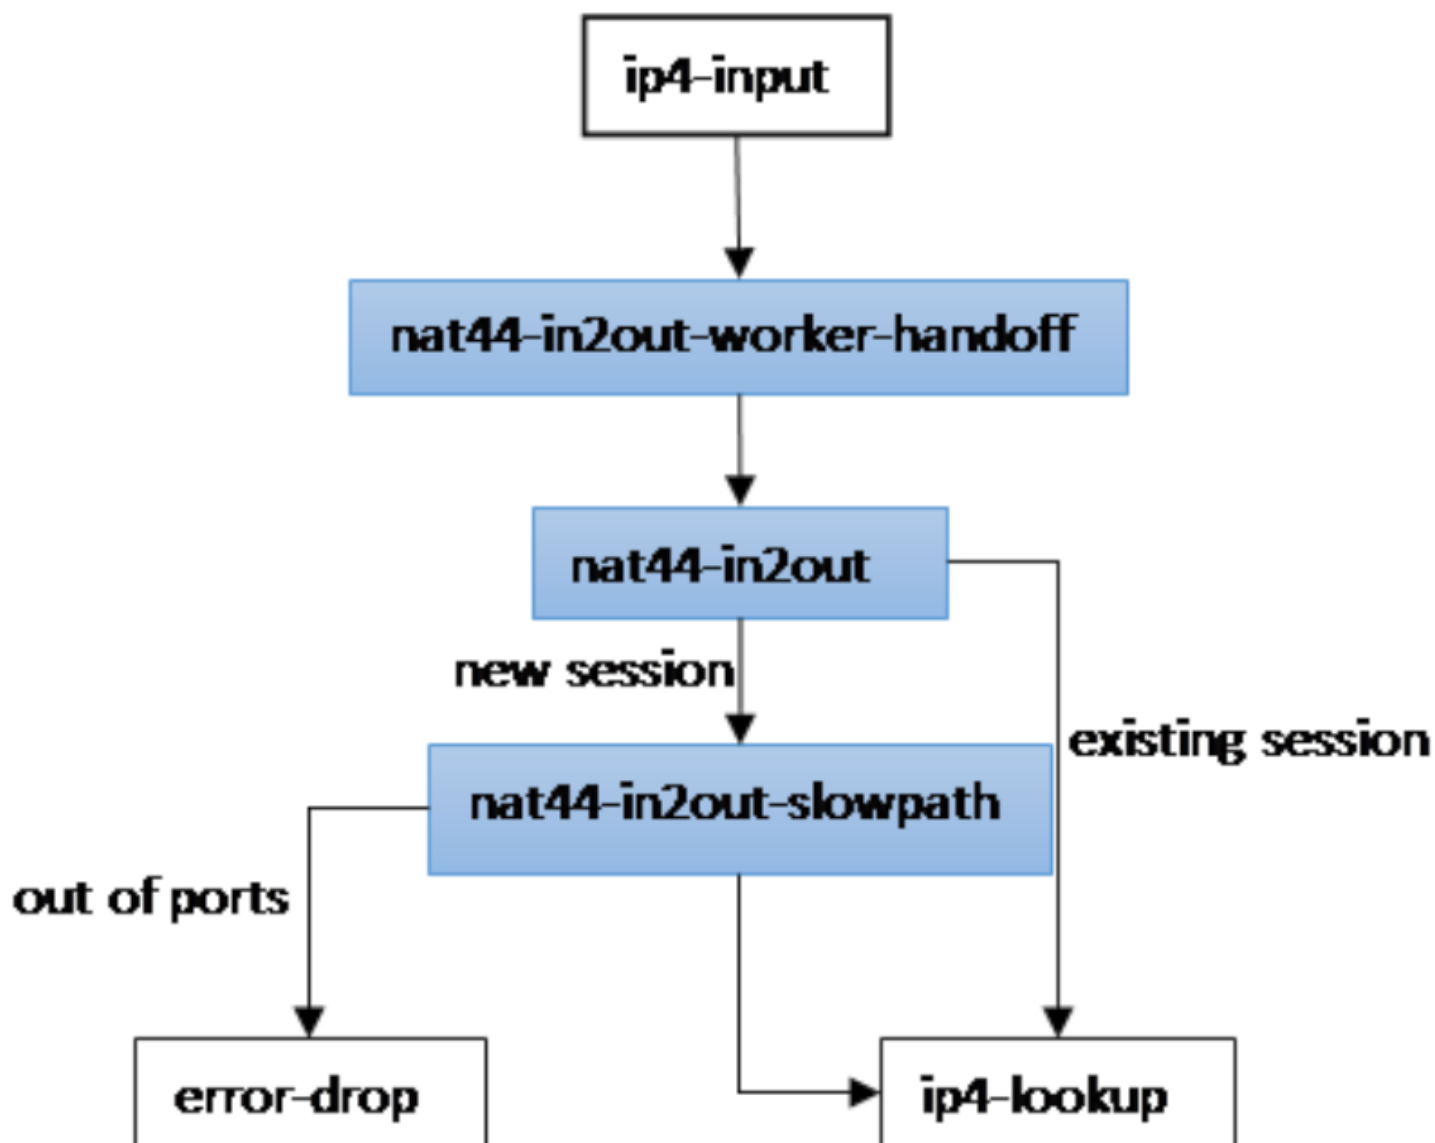 ip4-input
nat44-in2out-worker-handoff
nat44-in2out
new session
existing session
nat44-in2out-slowpath
out of ports
error-drop
ip4-lookup